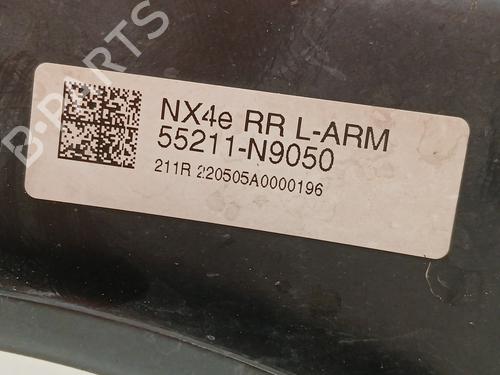 B-PARTS
NX4e RR L-ARM
55211-N9050
211R 220505A0000196